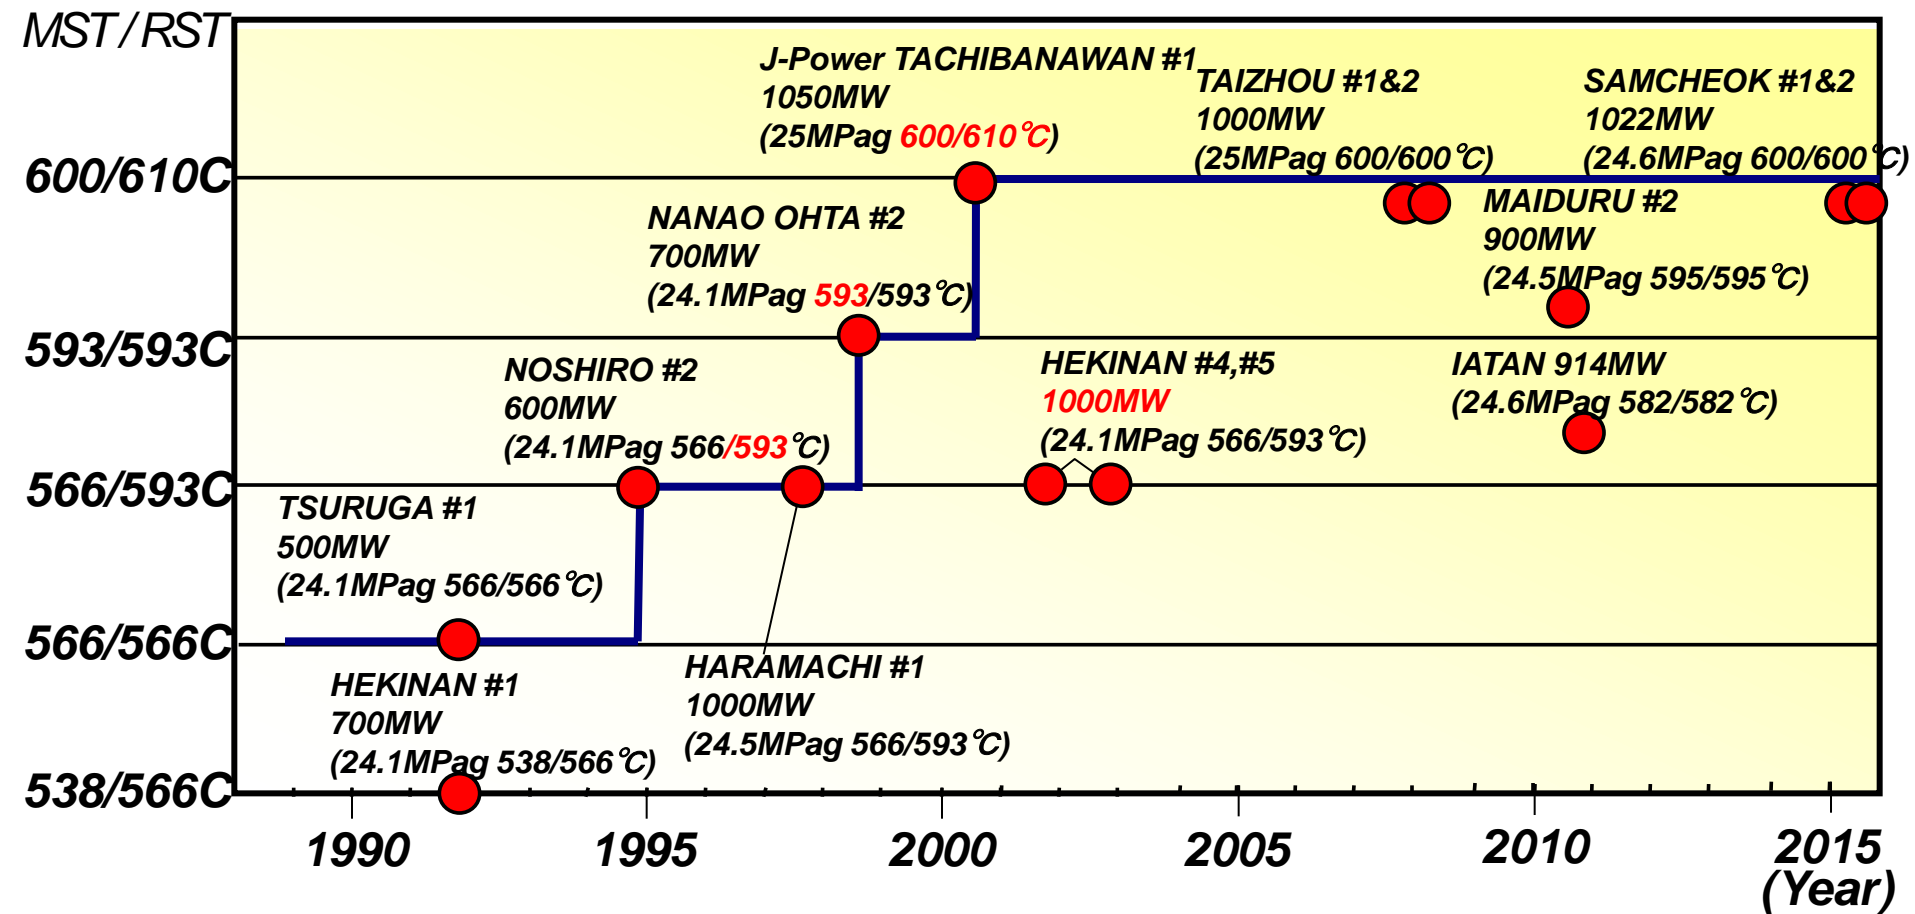 MST / RST
J-Power TACHIBANAWAN #1
1050MW
(25MPag 600/610℃)
TAIZHOU #1&2
1000MW
(25MPag 600/600℃)
SAMCHEOK #1&2
1022MW
(24.6MPag 600/600℃)
600/610C
NANAO OHTA #2
700MW
(24.1MPag 593/593℃)
MAIDURU #2
900MW
(24.5MPag 595/595℃)
593/593C
NOSHIRO #2
600MW
(24.1MPag 566/593℃)
HEKINAN #4,#5
1000MW
(24.1MPag 566/593℃)
IATAN 914MW
(24.6MPag 582/582℃)
566/593C
TSURUGA #1
500MW
(24.1MPag 566/566℃)
566/566C
HEKINAN #1
700MW
(24.1MPag 538/566℃)
HARAMACHI #1
1000MW
(24.5MPag 566/593℃)
538/566C
1990 1995 2000 2005 2010 2015
(Year)